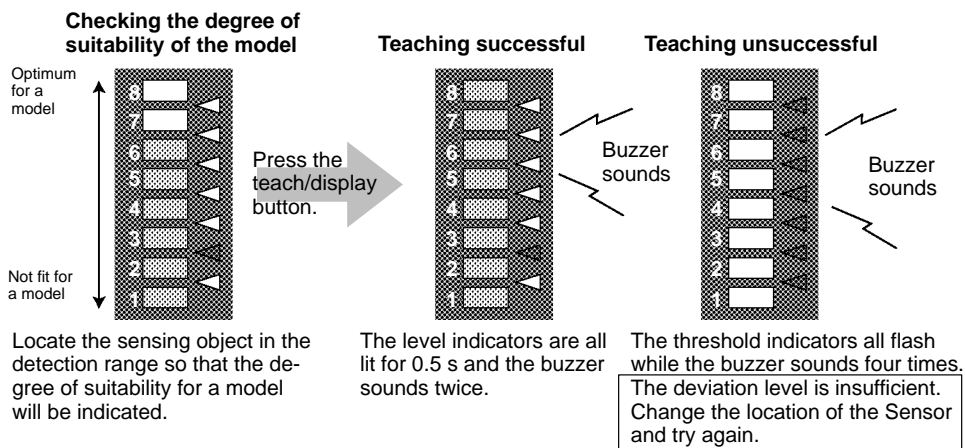 Checking the degree of
suitability of the model
Optimum
for a
model
Not fit for
a model
8
7
6
5
4
3
2
1
Locate the sensing object in the
detection range so that the de-
gree of suitability for a model
will be indicated.
Press the
teach/display
button.
Teaching successful
8
7
6
5
4
3
2
1
Buzzer
sounds
The level indicators are all
lit for 0.5 s and the buzzer
sounds twice.
Teaching unsuccessful
8
7
6
5
4
3
2
1
Buzzer
sounds
The threshold indicators all flash
while the buzzer sounds four times.
The deviation level is insufficient.
Change the location of the Sensor
and try again.